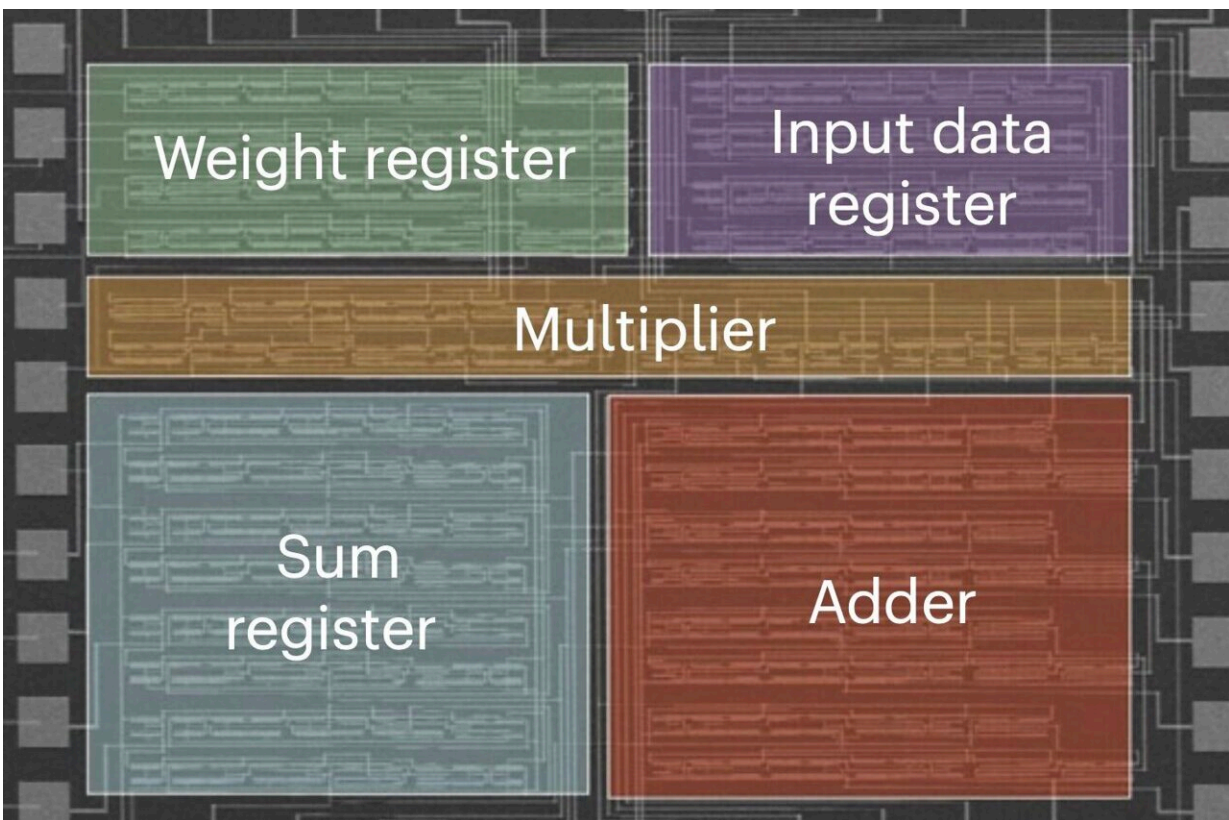 Weight register
Input data
register
Multiplier
Sum
register
Adder